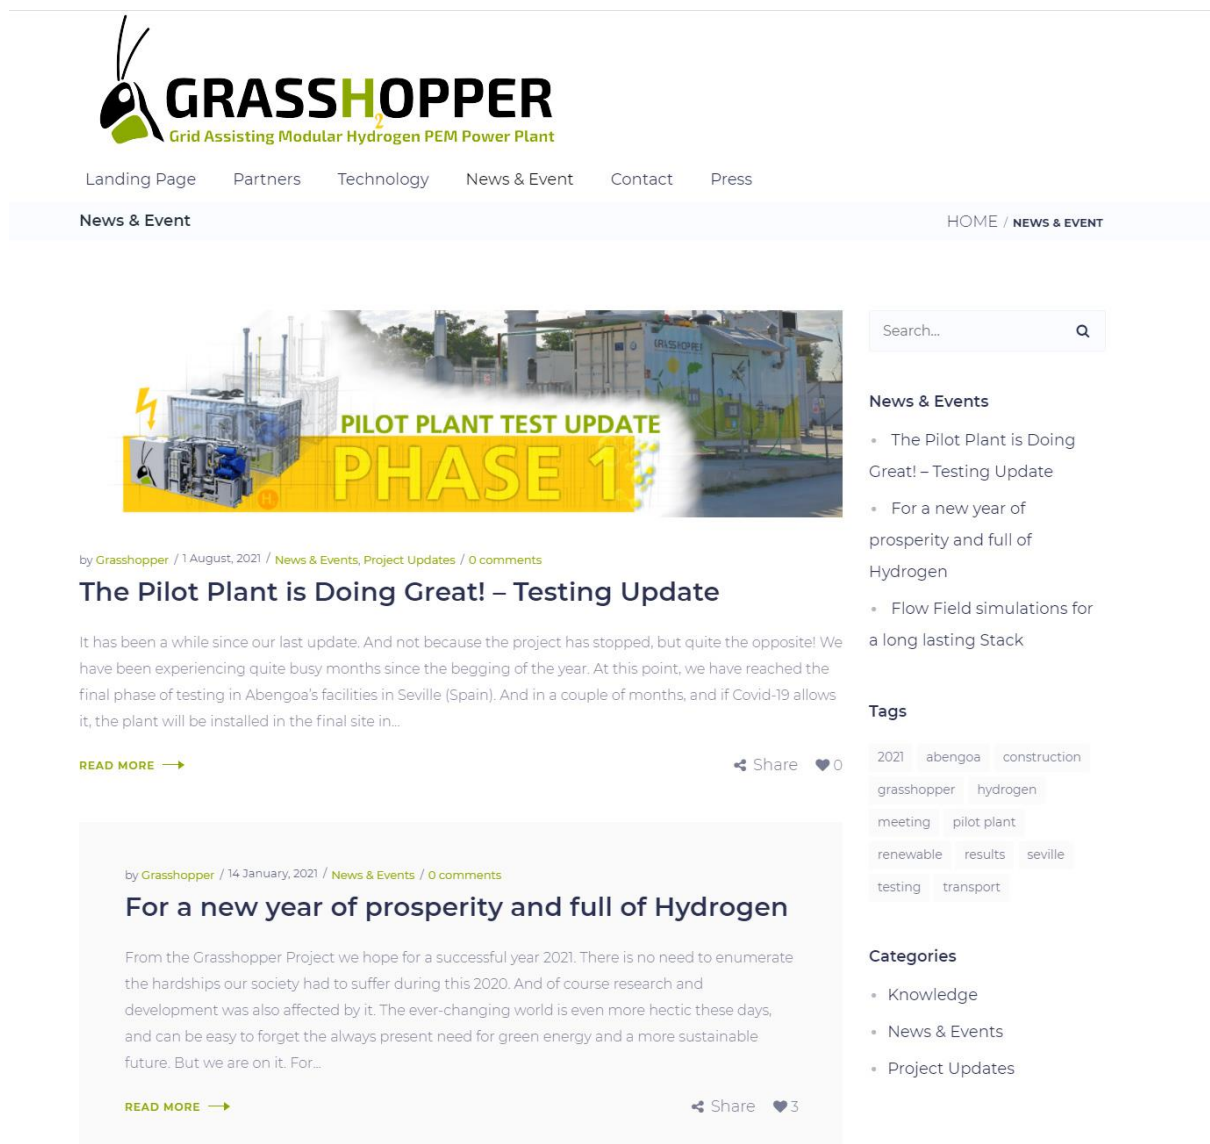 GRASSH2OPPER
Grid Assisting Modular Hydrogen PEM Power Plant
Landing Page Partners Technology News & Event Contact Press
News & Event
HOME / NEWS & EVENT
GRASSHOPPER
PILOT PLANT TEST UPDATE
PHASE 1
by Grasshopper / 1 August, 2021 / News & Events, Project Updates / 0 comments
The Pilot Plant is Doing Great! – Testing Update
It has been a while since our last update. And not because the project has stopped, but quite the opposite! We
have been experiencing quite busy months since the begging of the year. At this point, we have reached the
final phase of testing in Abengoa’s facilities in Seville (Spain). And in a couple of months, and if Covid-19 allows
it, the plant will be installed in the final site in...
READ MORE
Share 0
by Grasshopper / 14 January, 2021 / News & Events / 0 comments
For a new year of prosperity and full of Hydrogen
From the Grasshopper Project we hope for a successful year 2021. There is no need to enumerate
the hardships our society had to suffer during this 2020. And of course research and
development was also affected by it. The ever-changing world is even more hectic these days,
and can be easy to forget the always present need for green energy and a more sustainable
future. But we are on it. For...
READ MORE
Share 3
Search...
News & Events
The Pilot Plant is Doing
Great! – Testing Update
For a new year of
prosperity and full of
Hydrogen
Flow Field simulations for
a long lasting Stack
Tags
2021 abengoa construction
grasshopper hydrogen
meeting pilot plant
renewable results seville
testing transport
Categories
Knowledge
News & Events
Project Updates